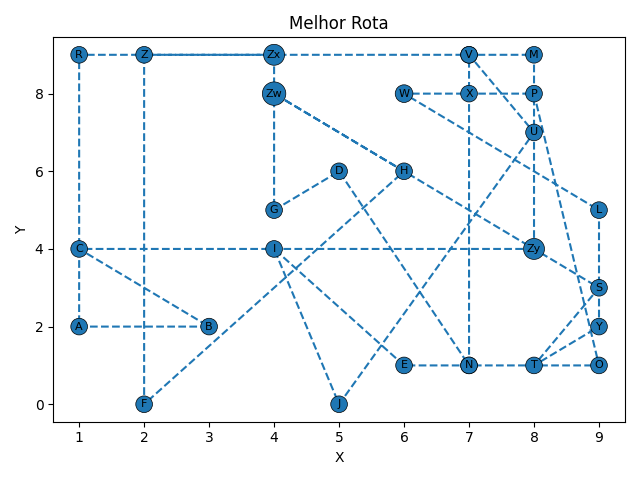 Melhor Rota
R Z Zx V M
8 Zw W X P
U
6 D H
Y G L
4 C I Zy
S
2 A B Y
E N T O
0 F J
1 2 3 4 5 6 7 8 9
X